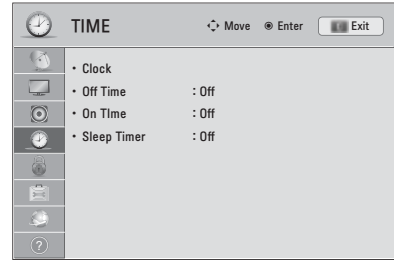 TIME Move Enter Exit
• Clock
• Off Time : Off
• On TIme : Off
• Sleep Timer : Off
?